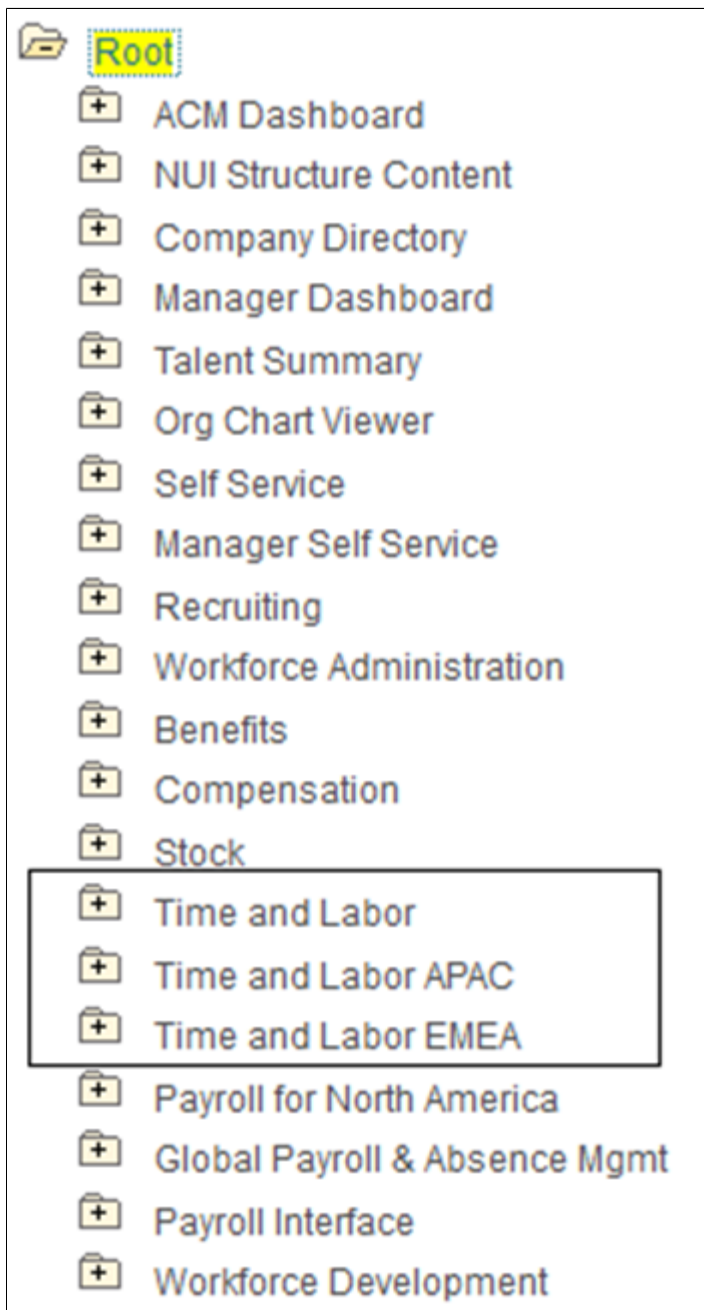 Root
ACM Dashboard
NUI Structure Content
Company Directory
Manager Dashboard
Talent Summary
Org Chart Viewer
Self Service
Manager Self Service
Recruiting
Workforce Administration
Benefits
Compensation
Stock
Time and Labor
Time and Labor APAC
Time and Labor EMEA
Payroll for North America
Global Payroll & Absence Mgmt
Payroll Interface
Workforce Development